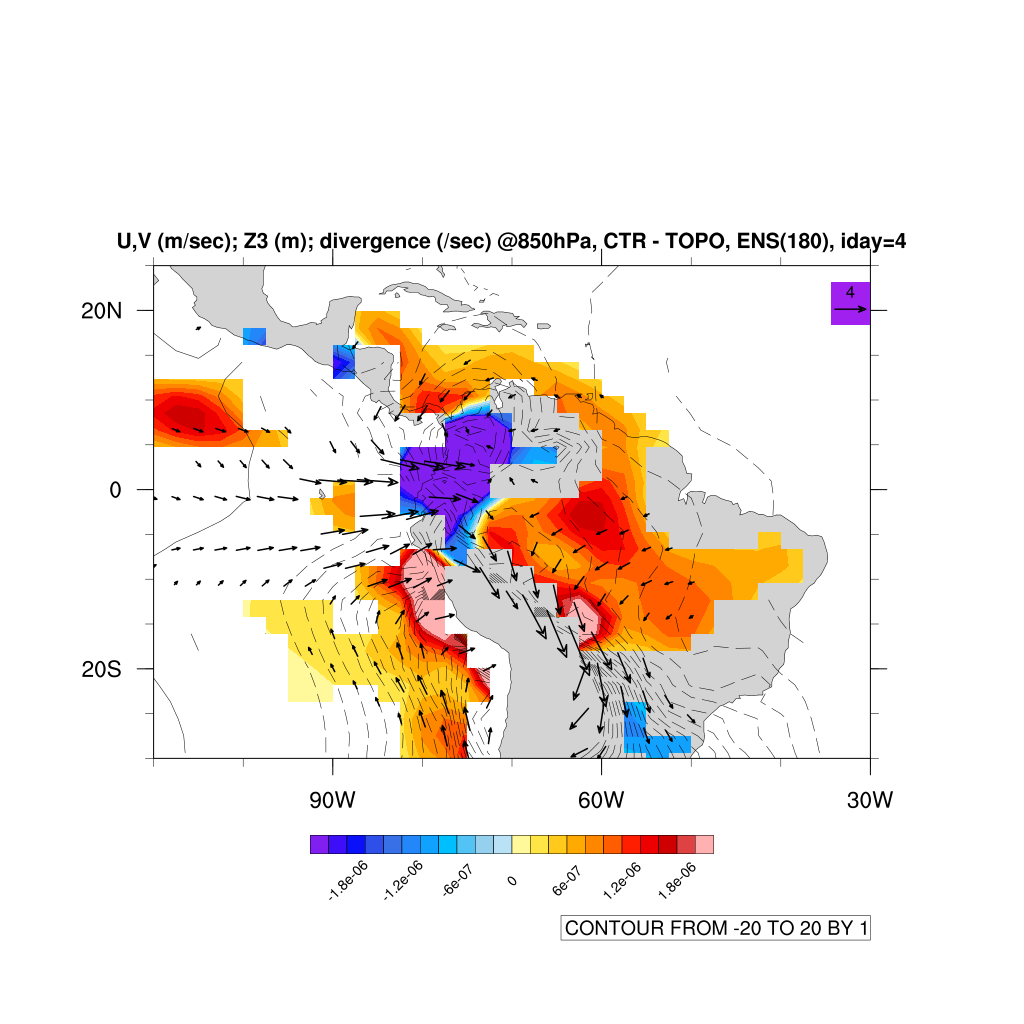 U,V (m/sec); Z3 (m); divergence (/sec) @850hPa, CTR - TOPO, ENS(180), iday=4
4
20N
0
20S
90W
60W
30W
-1.8e-06
-1.2e-06
-6e-07
0
6e-07
1.2e-06
1.8e-06
CONTOUR FROM -20 TO 20 BY 1